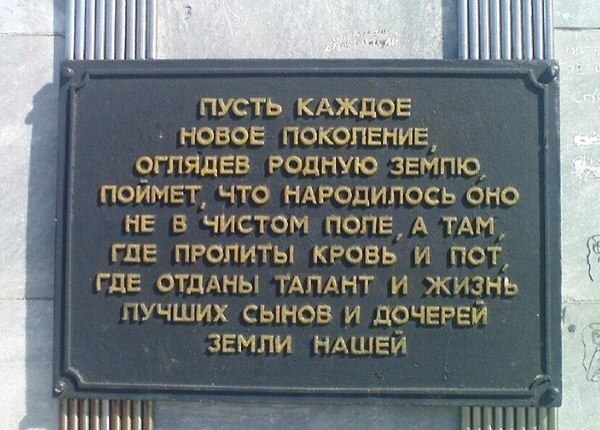 ПУСТЬ КАЖДОЕ
НОВОЕ ПОКОЛЕНИЕ,
ОГЛЯДЕВ РОДНУЮ ЗЕМЛЮ,
ПОЙМЕТ, ЧТО НАРОДИЛОСЬ ОНО
НЕ В ЧИСТОМ ПОЛЕ, А ТАМ,
ГДЕ ПРОЛИТЫ КРОВЬ И ПОТ,
ГДЕ ОТДАНЫ ТАЛАНТ И ЖИЗНЬ
ЛУЧШИХ СЫНОВ И ДОЧЕРЕЙ
ЗЕМЛИ НАШЕЙ